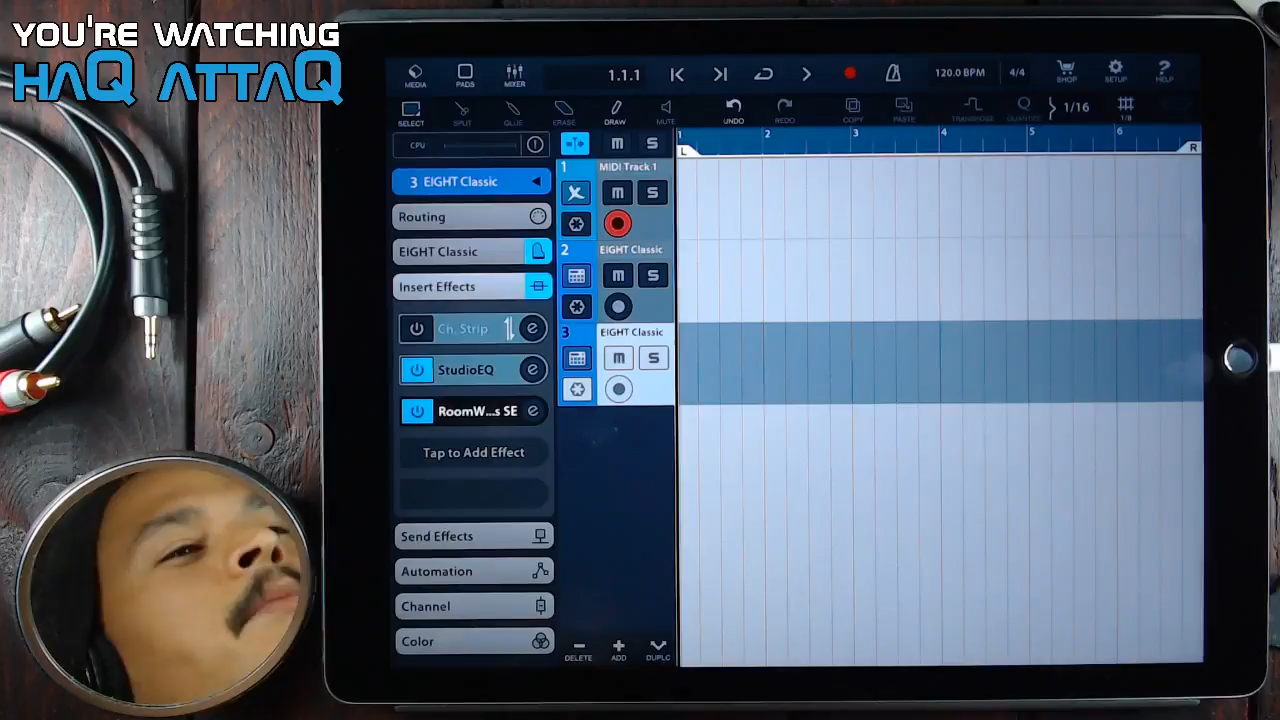 YOU'RE WATCHING
HAQ ATTAQ
MEDIA
PADS
MIXER
1.1.1
120.0 BPM
4/4
SHOP
SETUP
HELP
SELECT
SPLIT
GLUE
ERASE
DRAW
MUTE
UNDO
REDO
COPY
PASTE
TRANSPOSE
QUANTIZE
1/16
1/8
CPU
M
S
1
2
3
4
5
6
L
R
3 EIGHT Classic
Routing
EIGHT Classic
Insert Effects
Ch. Strip
StudioEQ
RoomW...s SE
Tap to Add Effect
Send Effects
Automation
Channel
Color
1
MIDI Track 1
M
S
2
EIGHT Classic
M
S
3
EIGHT Classic
M
S
DELETE
ADD
DUPLC